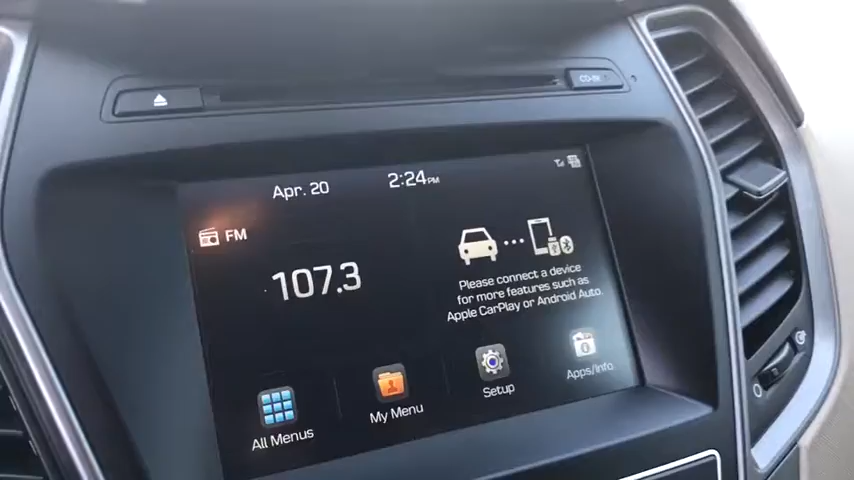 CD-IN
Apr. 20
2:24PM
FM
107.3
Please connect a device
for more features such as
Apple CarPlay or Android Auto.
All Menus
My Menu
Setup
Apps/Info